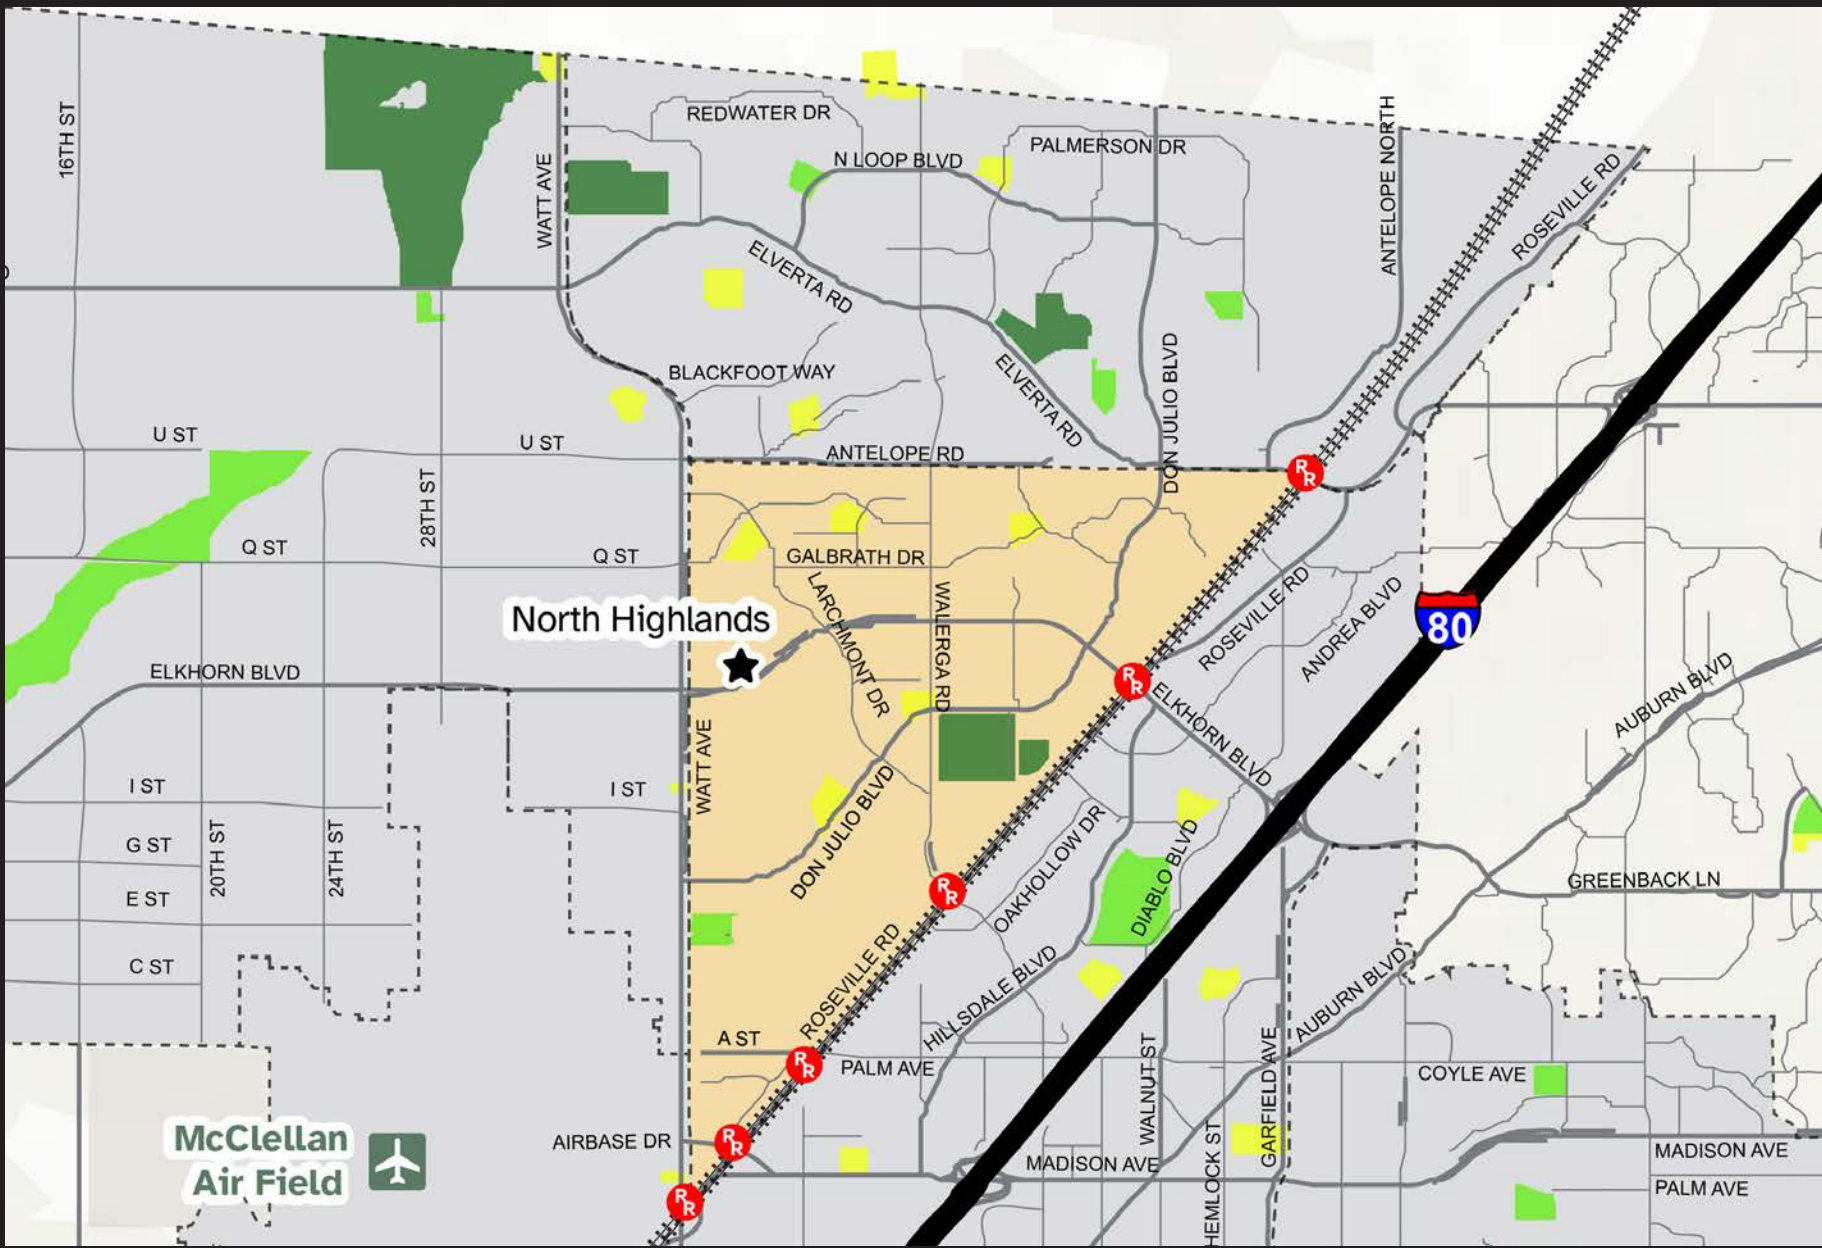 16TH ST
WATT AVE
REDWATER DR
N LOOP BLVD
PALMERSON DR
ANTELOPE NORTH
ROSEVILLE RD
ELVERTA RD
BLACKFOOT WAY
ELVERTA RD
DON JULIO BLVD
U ST
U ST
ANTELOPE RD
28TH ST
R
R
Q ST
Q ST
GALBRATH DR
LARCHMONT DR
WALERGA RD
ROSEVILLE RD
ANDREA BLVD
80
North Highlands
ELKHORN BLVD
R
R
ELKHORN BLVD
AUBURN BLVD
WATT AVE
I ST
I ST
G ST
20TH ST
24TH ST
DON JULIO BLVD
OAKHOLLOW DR
DIABLO BLVD
E ST
R
R
GREENBACK LN
C ST
ROSEVILLE RD
HILLSDALE BLVD
AUBURN BLVD
A ST
R
R
PALM AVE
WALNUT ST
GARFIELD AVE
COYLE AVE
McClellan
Air Field
AIRBASE DR
R
R
MADISON AVE
HEMLOCK ST
MADISON AVE
PALM AVE
R
R